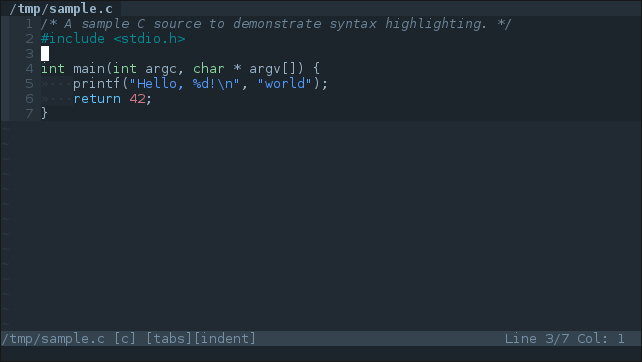 /tmp/sample.c
1 /* A sample C source to demonstrate syntax highlighting. */
2 #include <stdio.h>
3
4 int main(int argc, char * argv[]) {
5 ····printf("Hello, %d!\n", "world");
6 ····return 42;
7 }
~
~
~
~
~
~
~
~
~
~
~
~
~
~
/tmp/sample.c [c] [tabs][indent] Line 3/7 Col: 1